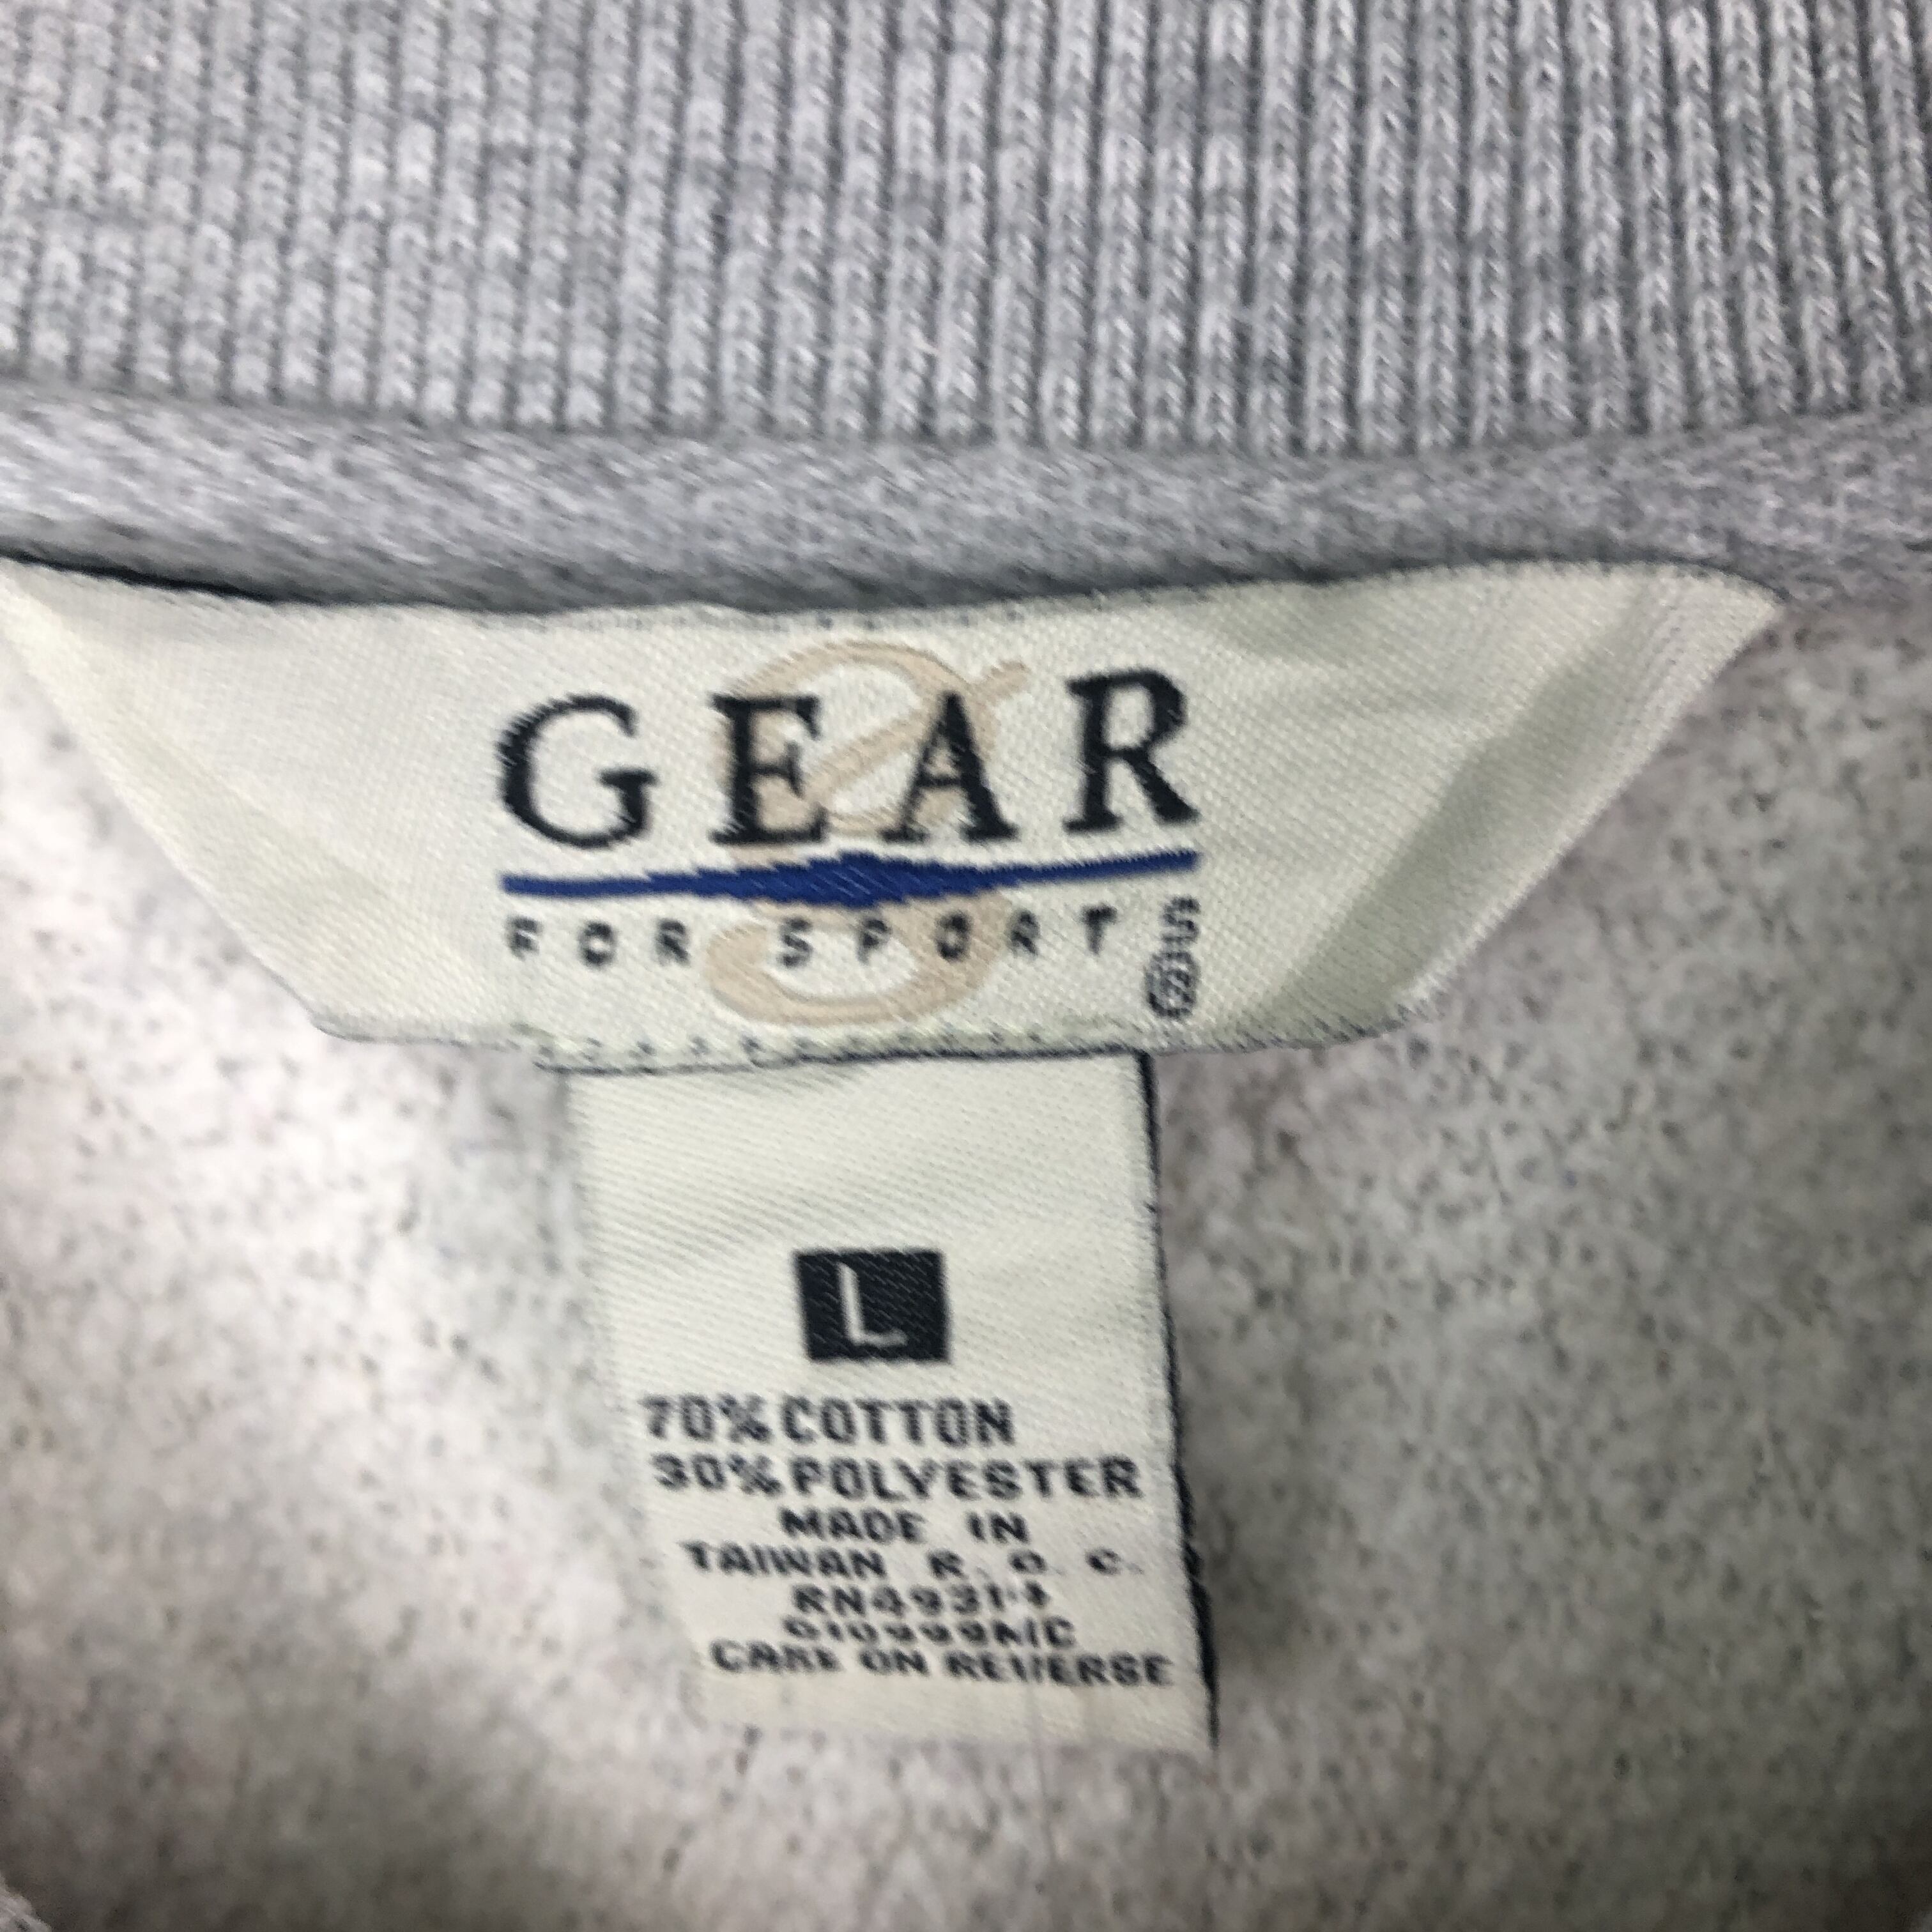 GEAR
FOR SPORTS®
L
70% COTTON
30% POLYESTER
MADE IN
TAIWAN R. O. C.
CARE ON REVERSE